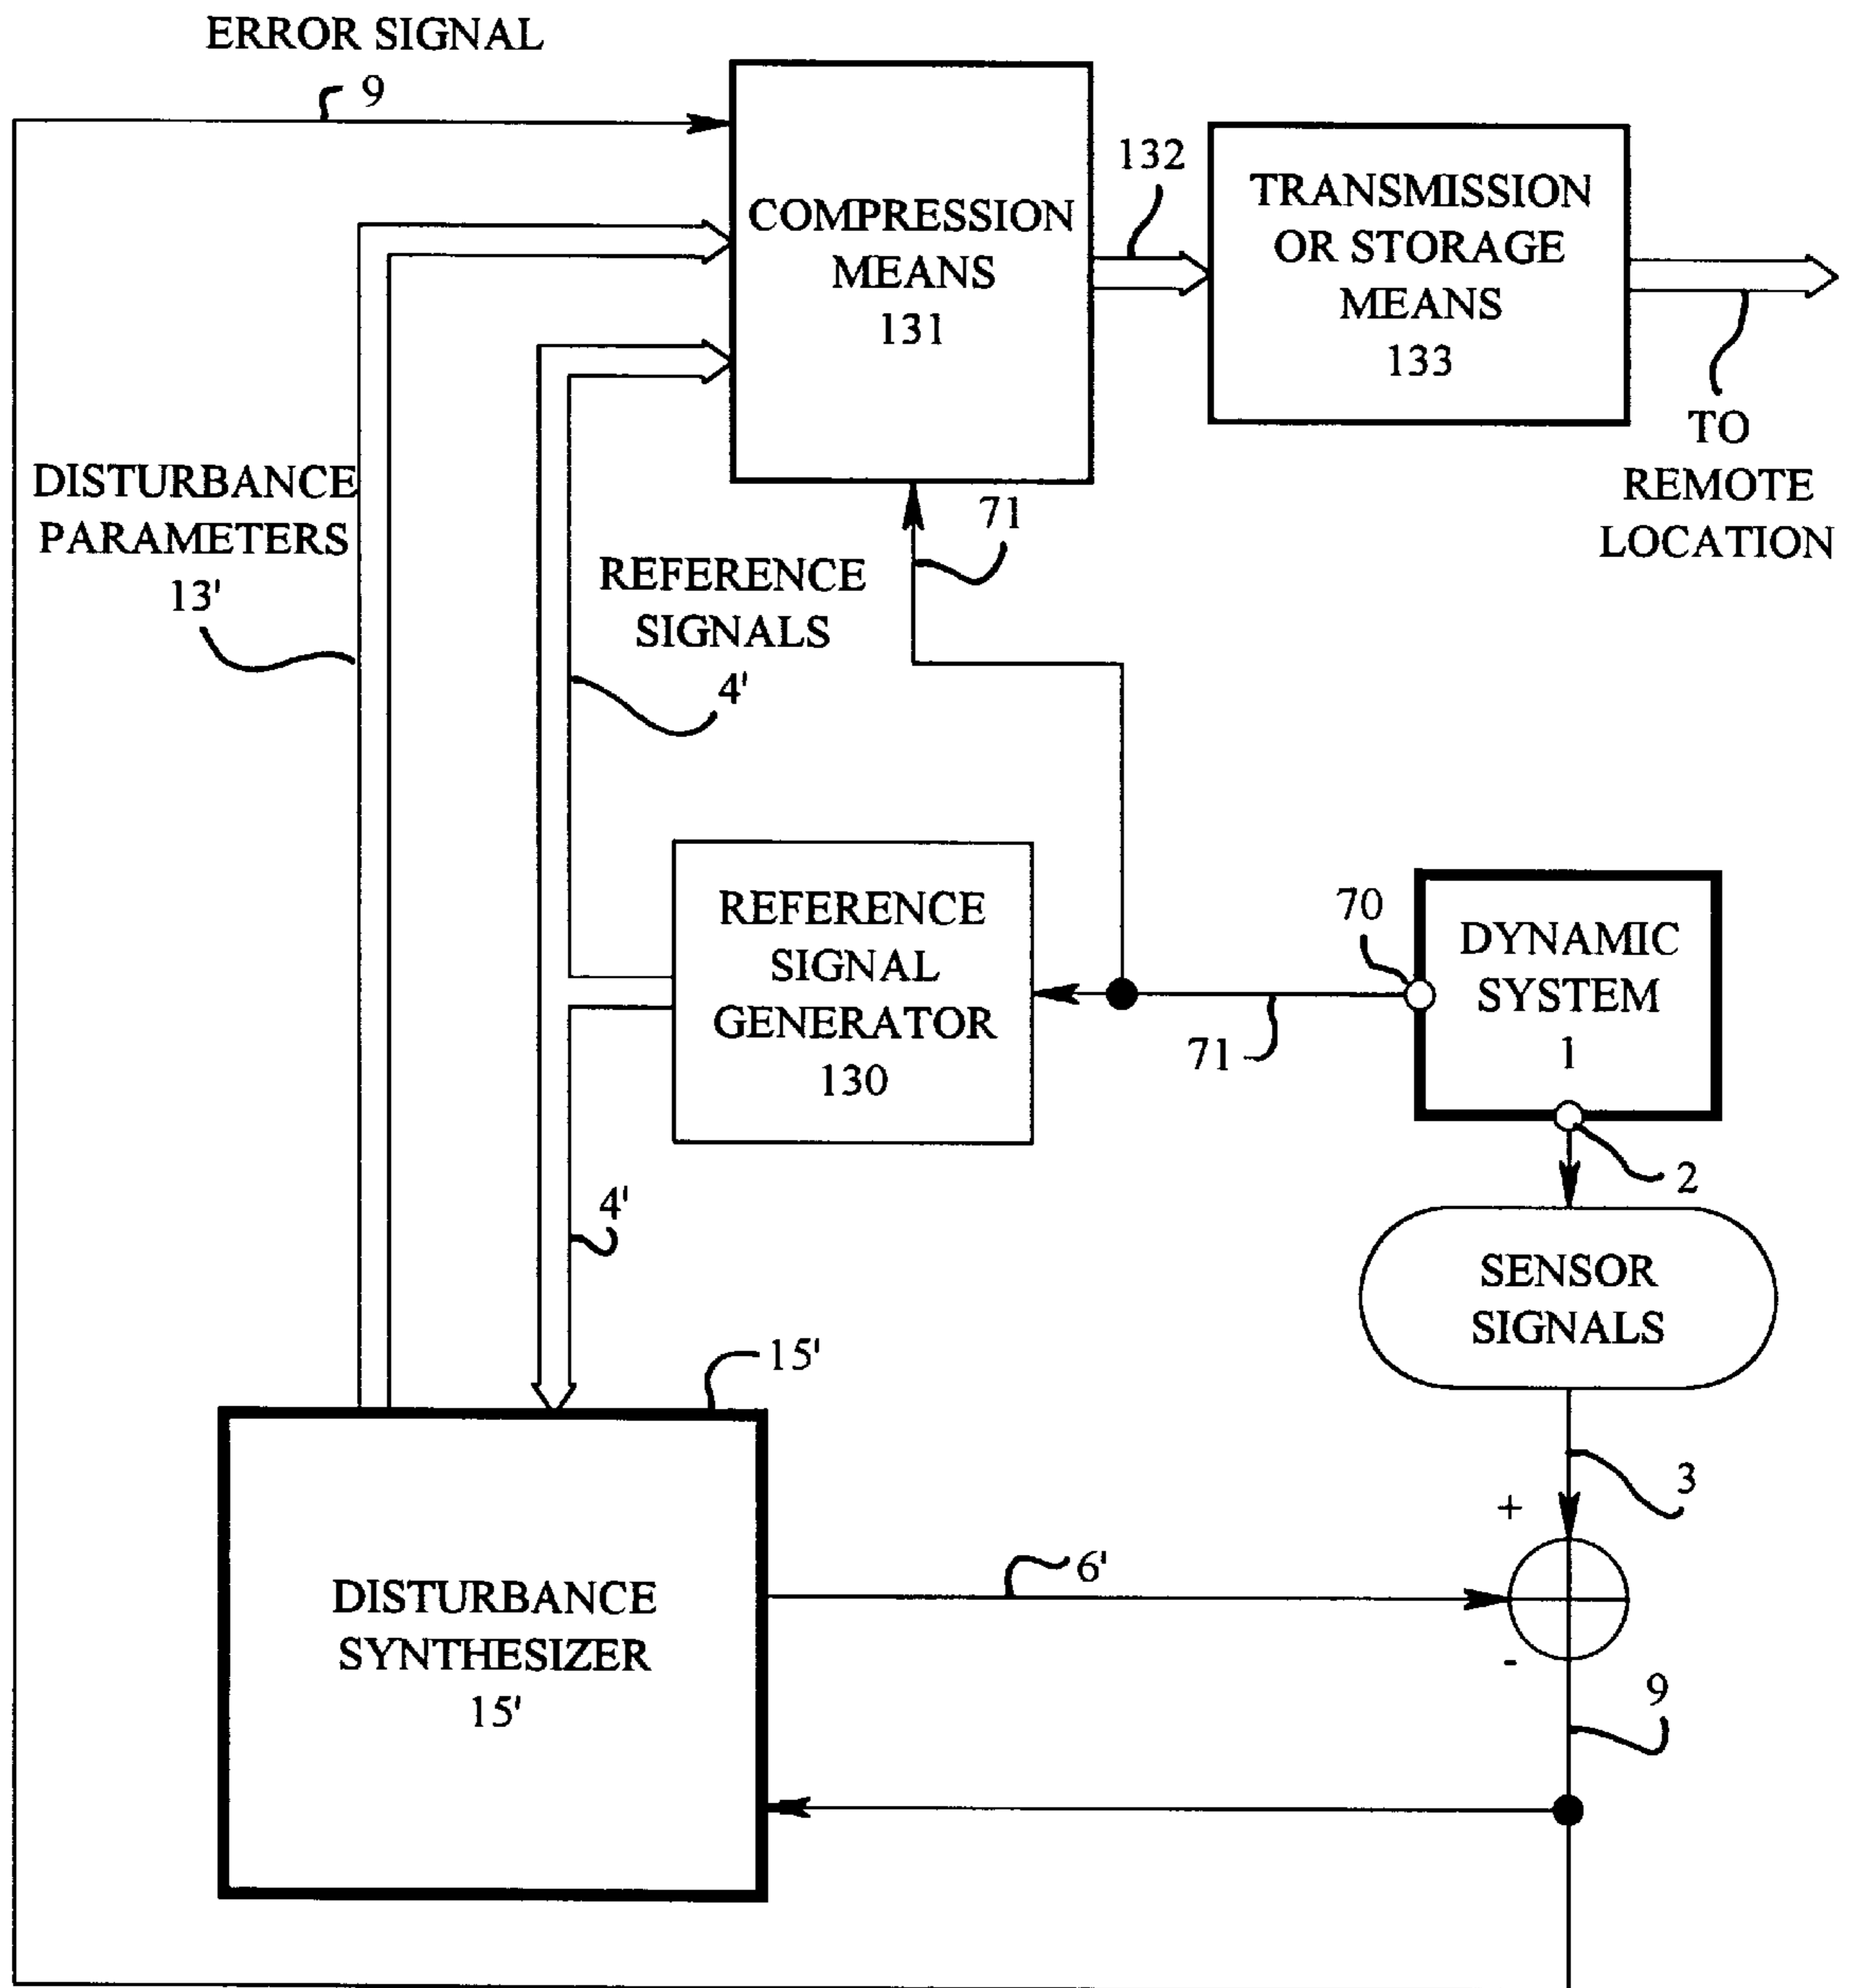 ERROR SIGNAL
9
COMPRESSION
MEANS
131
132
TRANSMISSION
OR STORAGE
MEANS
133
TO
REMOTE
LOCATION
DISTURBANCE
PARAMETERS
13'
REFERENCE
SIGNALS
4'
71
REFERENCE
SIGNAL
GENERATOR
130
71
70
DYNAMIC
SYSTEM
1
2
4'
SENSOR
SIGNALS
15'
3
+
6'
-
DISTURBANCE
SYNTHESIZER
15'
9